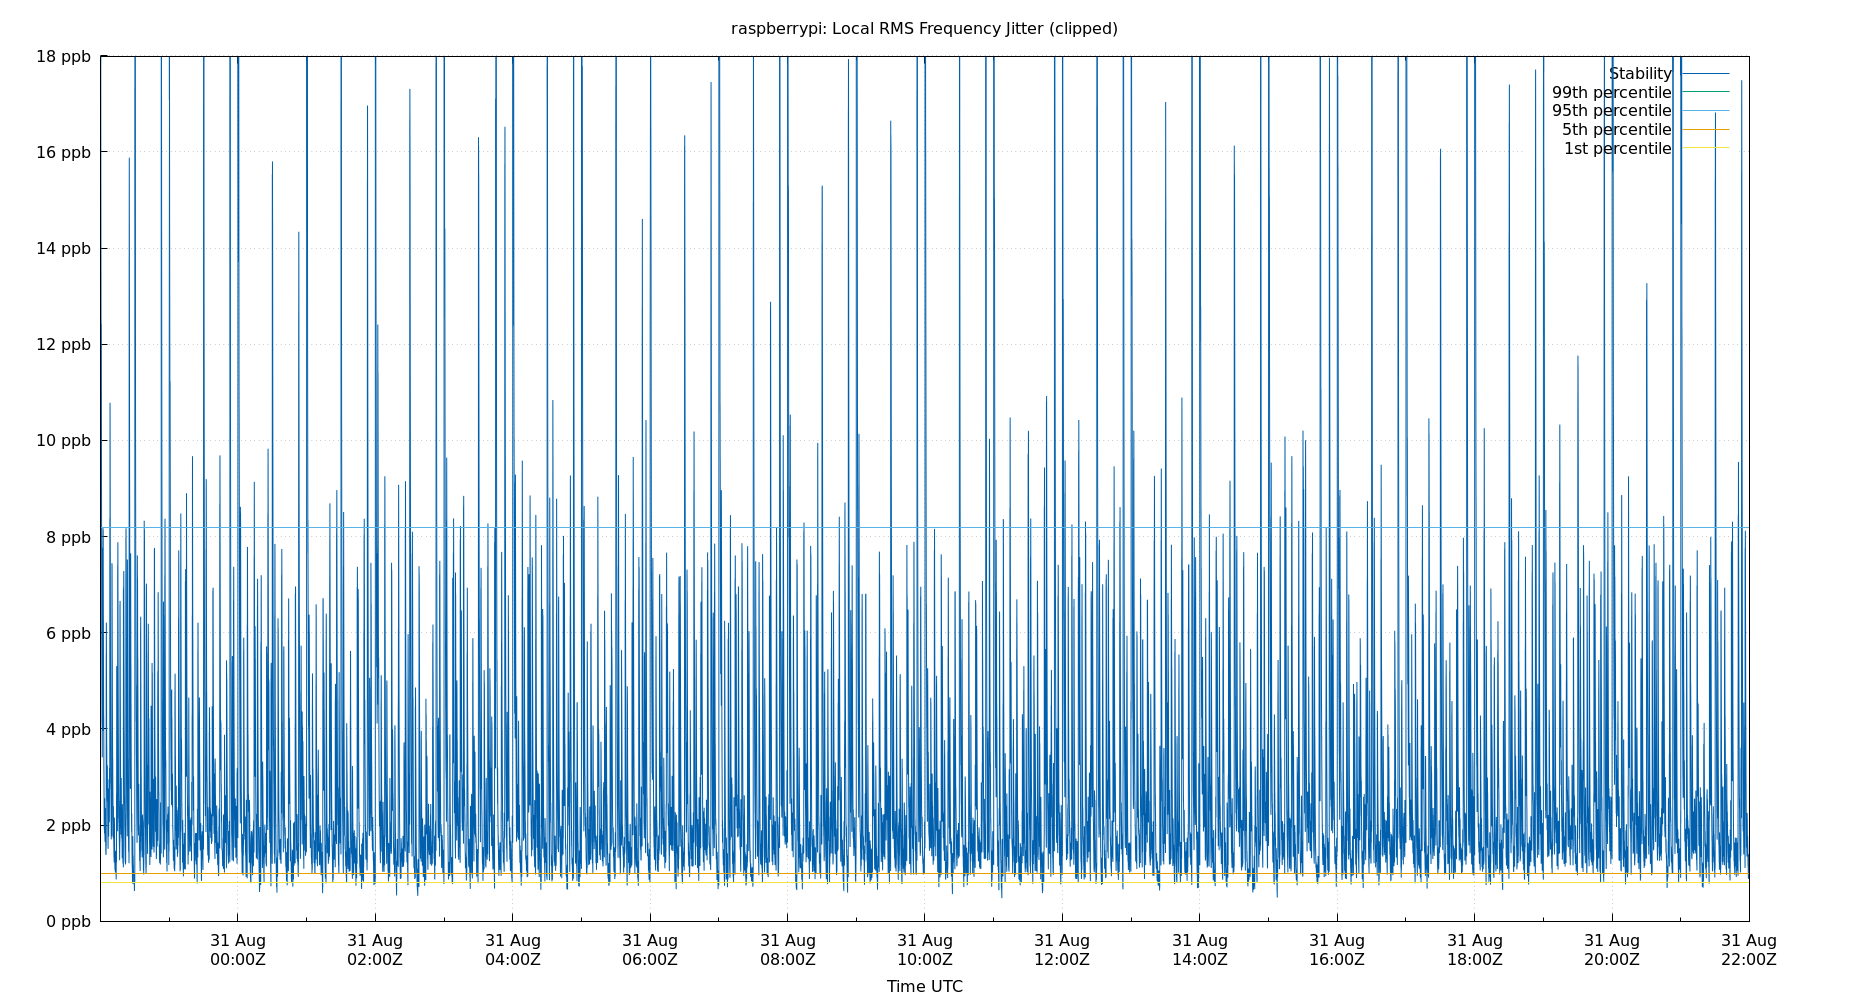 raspberrypi: Local RMS Frequency Jitter (clipped)
18 ppb
16 ppb
14 ppb
12 ppb
10 ppb
8 ppb
6 ppb
4 ppb
2 ppb
0 ppb
Stability
99th percentile
95th percentile
5th percentile
1st percentile
31 Aug 31 Aug 31 Aug 31 Aug 31 Aug 31 Aug 31 Aug 31 Aug 31 Aug 31 Aug 31 Aug 31 Aug
00:00Z 02:00Z 04:00Z 06:00Z 08:00Z 10:00Z 12:00Z 14:00Z 16:00Z 18:00Z 20:00Z 22:00Z
Time UTC